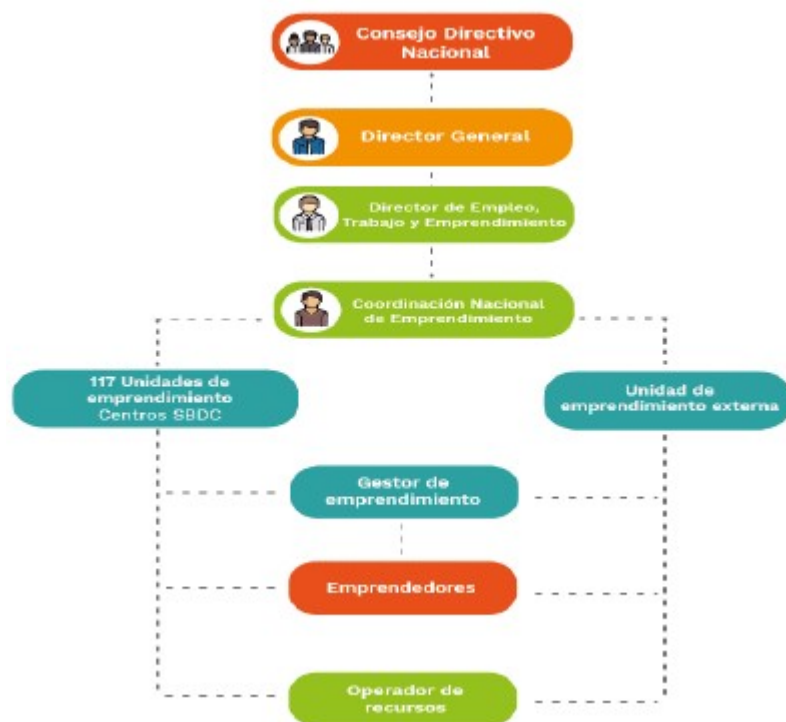 Consejo Directivo
Nacional
Director General
Director de Empleo,
Trabajo y Emprendimiento
Coordinación Nacional
de Emprendimiento
117 Unidades de
emprendimiento
Centros SBDC
Unidad de
emprendimiento externa
Gestor de
emprendimiento
Emprendedores
Operador de
recursos